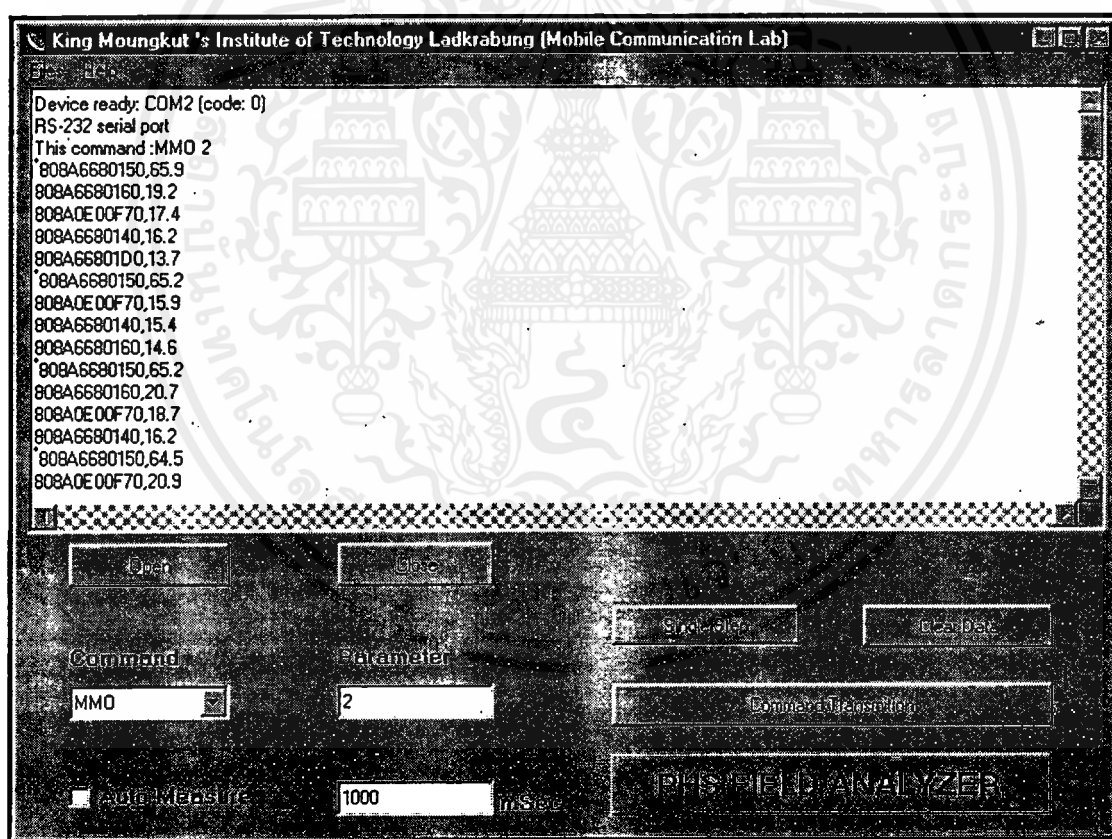 King Moungkut 's Institute of Technology Ladkrabung (Mobile Communication Lab)
Help
Device ready: COM2 (code: 0)
RS-232 serial port
This command :MMO 2
*808A6680150,65.9
808A6680160,19.2
808A0E00F70,17.4
808A6680140,16.2
808A66801D0,13.7
*808A6680150,65.2
808A0E00F70,15.9
808A6680140,15.4
808A6680160,14.6
*808A6680150,65.2
808A6680160,20.7
808A0E00F70,18.7
808A6680140,16.2
*808A6680150,64.5
808A0E00F70,20.9
Open Close
Clear Data
Command Parameter
MMO 2
Command Transmition
Auto Measure 1000 mSec
PHS FIELD ANALYZER